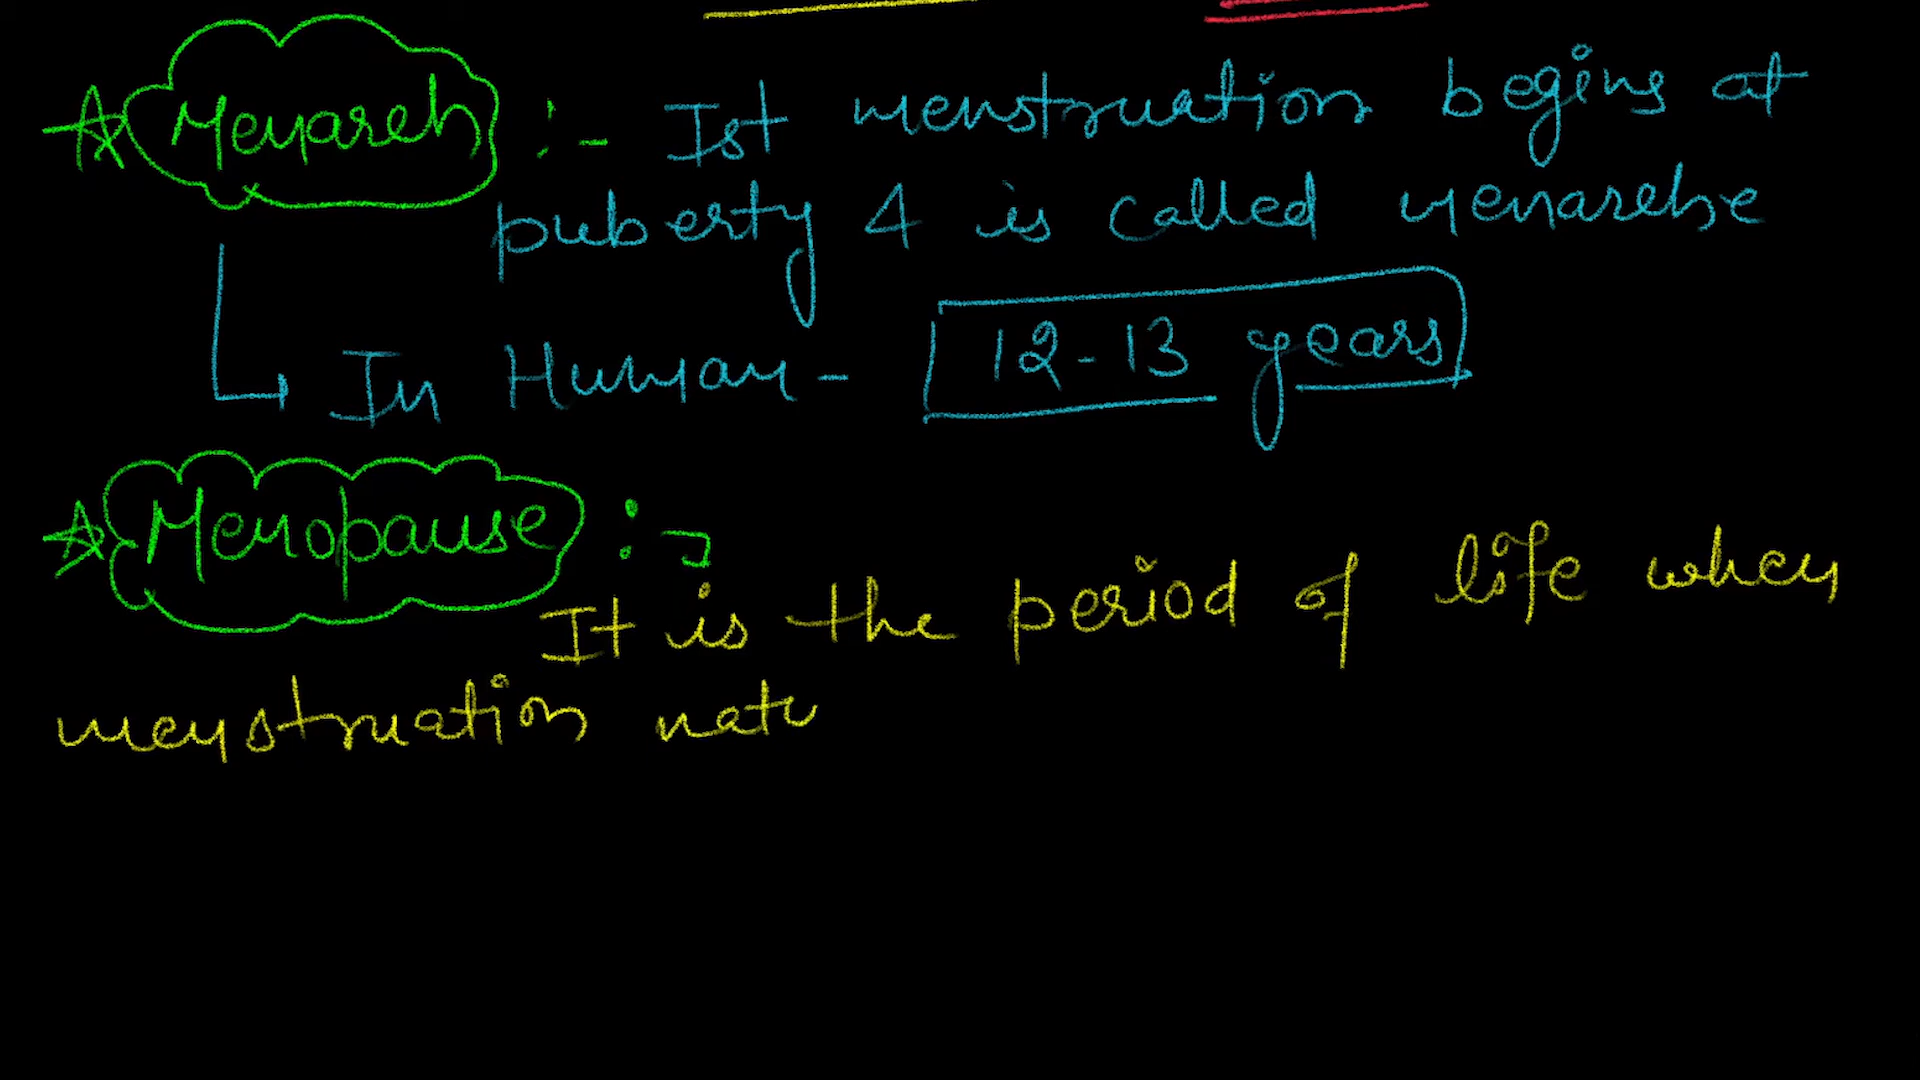 Menarch :- Ist menstruation begins at
puberty & is called menarche
In Human - 12-13 years
Menopause :-
It is the period of life when
menstruation natu